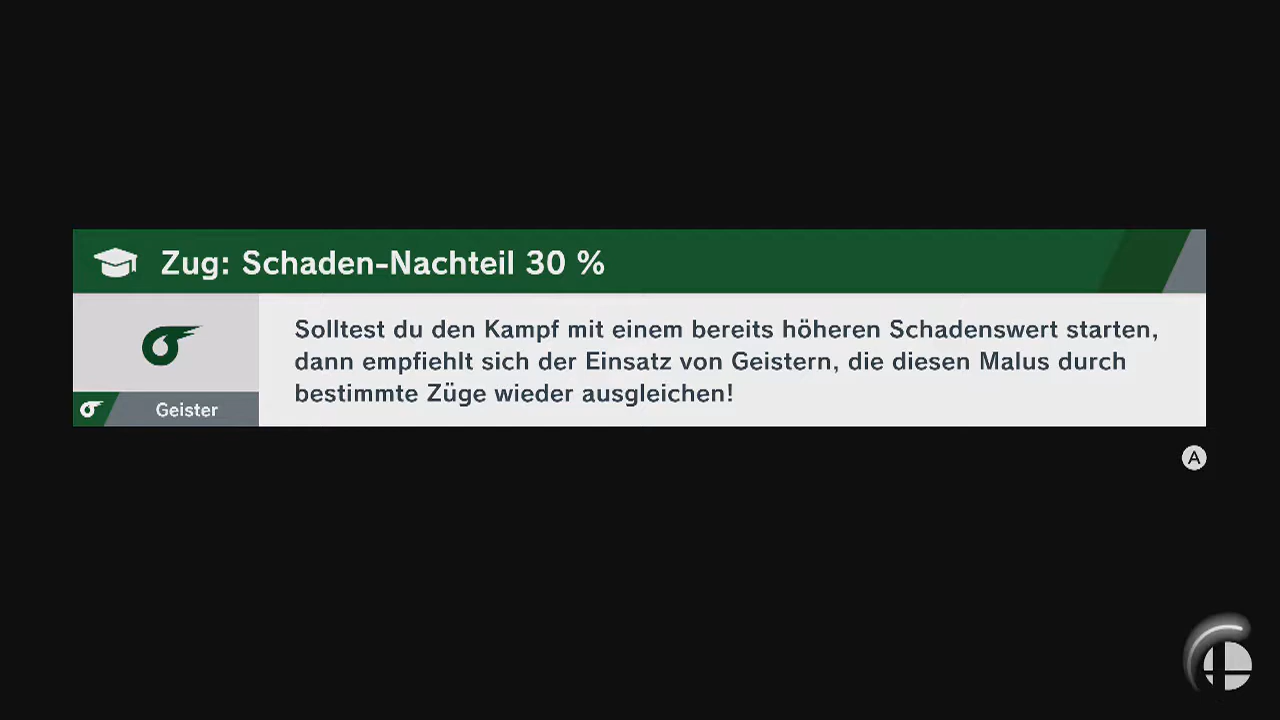 Zug: Schaden-Nachteil 30 %
Solltest du den Kampf mit einem bereits höheren Schadenswert starten,
dann empfiehlt sich der Einsatz von Geistern, die diesen Malus durch
bestimmte Züge wieder ausgleichen!
Geister
A